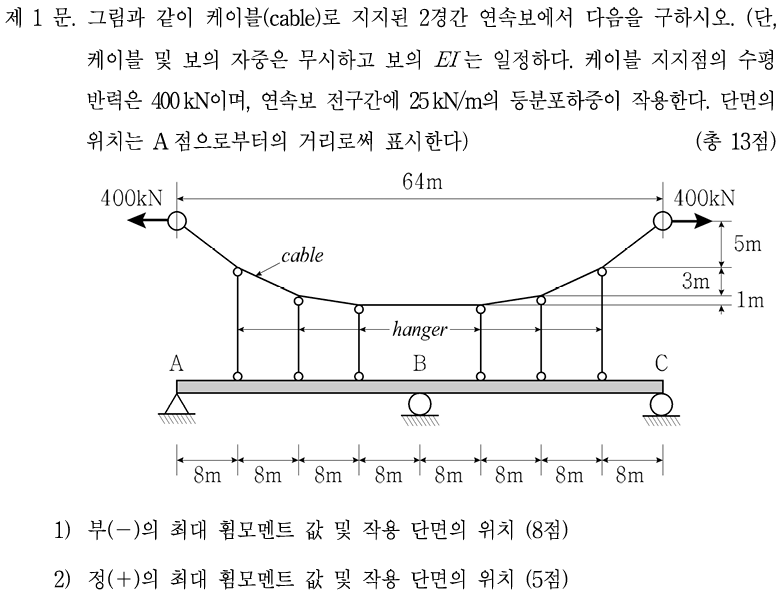 제 1 문. 그림과 같이 케이블(cable)로 지지된 2경간 연속보에서 다음을 구하시오. (단,
케이블 및 보의 자중은 무시하고 보의 EI는 일정하다. 케이블 지지점의 수평
반력은 400kN이며, 연속보 전구간에 25kN/m의 등분포하중이 작용한다. 단면의
위치는 A점으로부터의 거리로써 표시한다) (총 13점)
64m
400kN 400kN
5m
cable
3m
1m
hanger
A B C
8m 8m 8m 8m 8m 8m 8m 8m
1) 부(−)의 최대 휨모멘트 값 및 작용 단면의 위치 (8점)
2) 정(+)의 최대 휨모멘트 값 및 작용 단면의 위치 (5점)